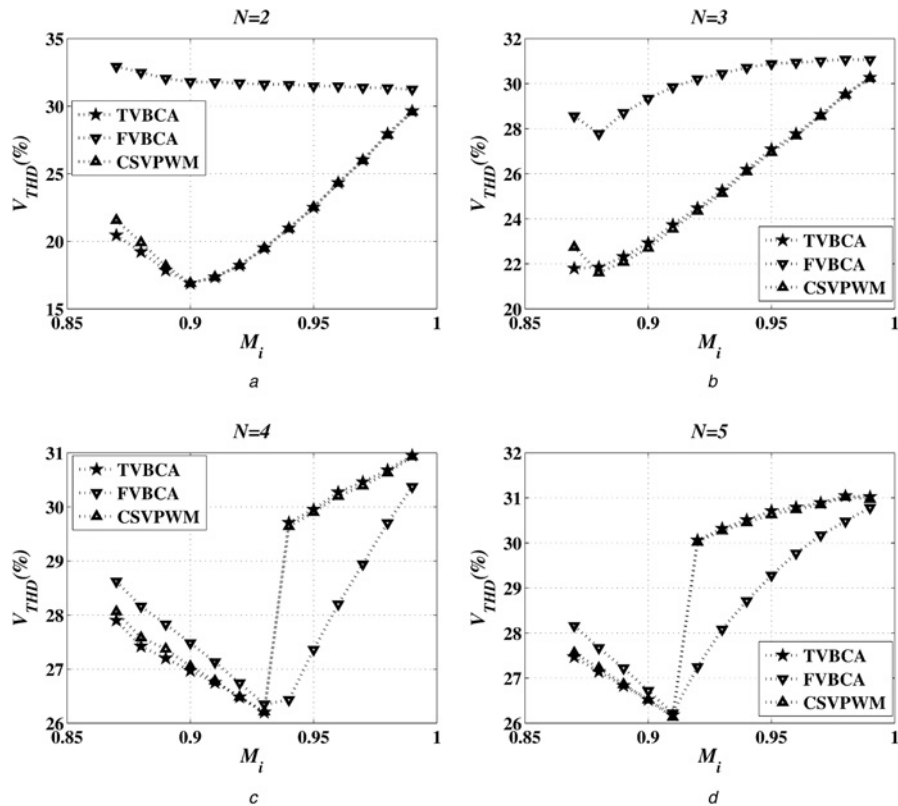 N=2
35
30
25
20
15
V_THD(%)
TVBCA
FVBCA
CSVPWM
0.85
0.9
0.95
1
M_i
a
N=3
32
30
28
26
24
22
20
V_THD(%)
TVBCA
FVBCA
CSVPWM
0.85
0.9
0.95
1
M_i
b
N=4
31
30
29
28
27
26
V_THD(%)
TVBCA
FVBCA
CSVPWM
0.85
0.9
0.95
1
M_i
c
N=5
32
31
30
29
28
27
26
V_THD(%)
TVBCA
FVBCA
CSVPWM
0.85
0.9
0.95
1
M_i
d